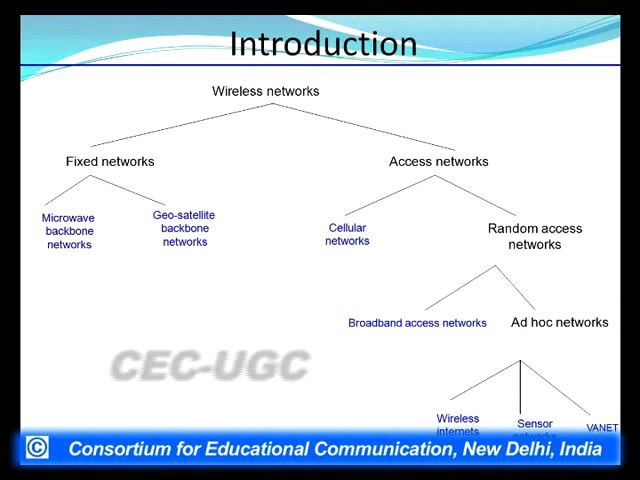 Introduction
Wireless networks
Fixed networks
Access networks
Microwave
backbone
networks
Geo-satellite
backbone
networks
Cellular
networks
Random access
networks
Broadband access networks
Ad hoc networks
CEC-UGC
Wireless
internets
Sensor
networks
VANET
© Consortium for Educational Communication, New Delhi, India